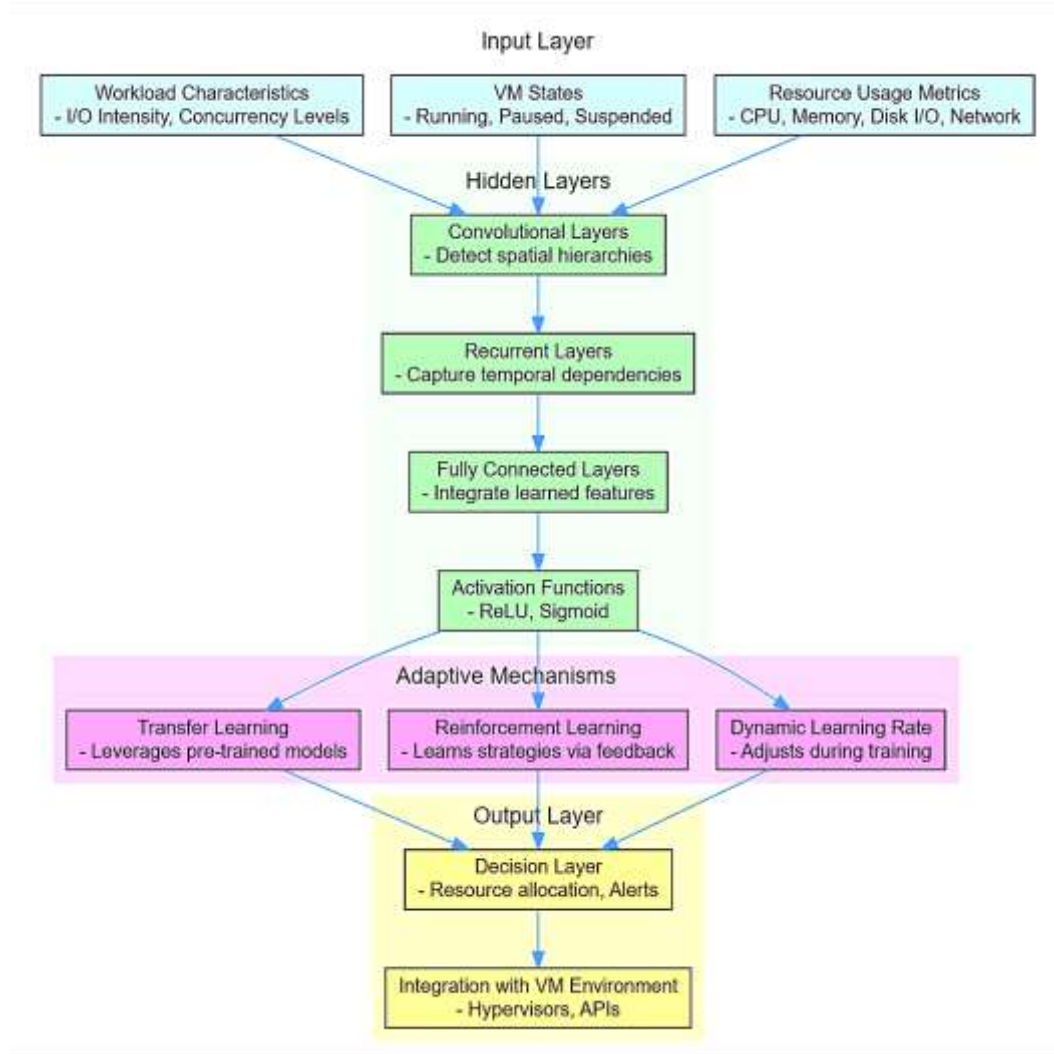 Input Layer
Workload Characteristics
- I/O Intensity, Concurrency Levels
VM States
- Running, Paused, Suspended
Resource Usage Metrics
- CPU, Memory, Disk I/O, Network
Hidden Layers
Convolutional Layers
- Detect spatial hierarchies
Recurrent Layers
- Capture temporal dependencies
Fully Connected Layers
- Integrate learned features
Activation Functions
- ReLU, Sigmoid
Adaptive Mechanisms
Transfer Learning
- Leverages pre-trained models
Reinforcement Learning
- Learns strategies via feedback
Dynamic Learning Rate
- Adjusts during training
Output Layer
Decision Layer
- Resource allocation, Alerts
Integration with VM Environment
- Hypervisors, APIs